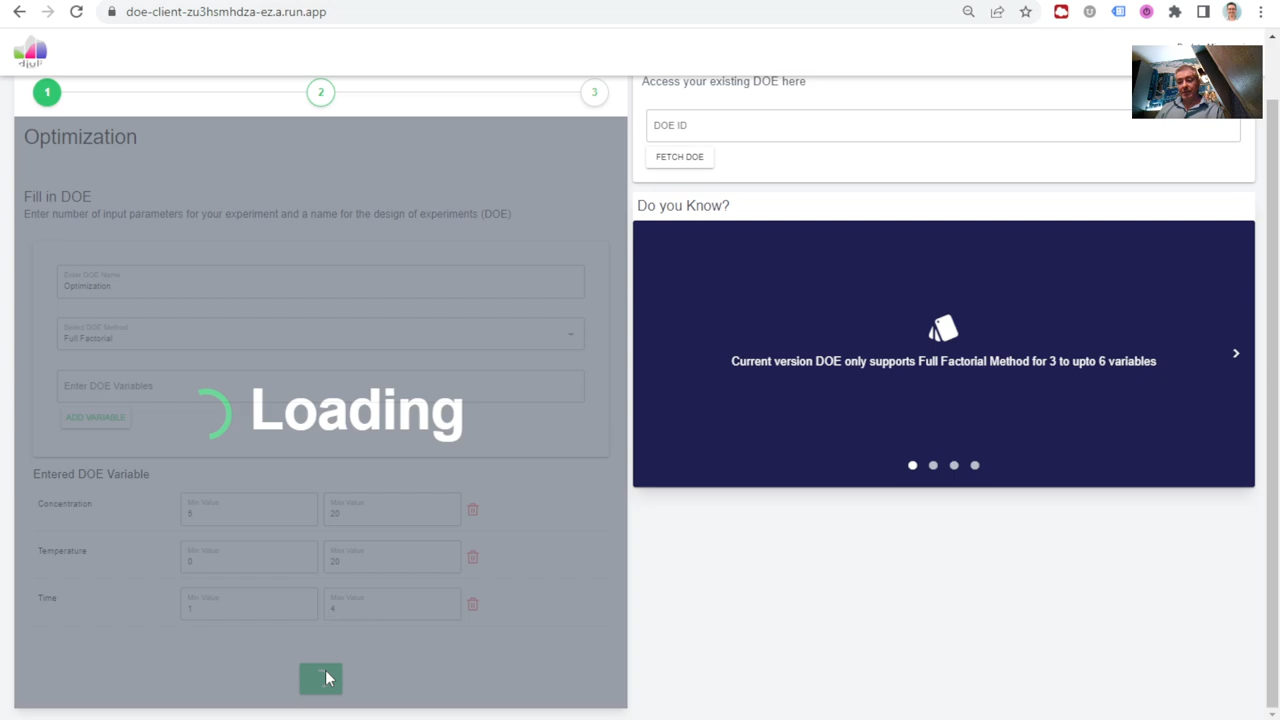 doe-client-zu3hsmhdza-ez.a.run.app
1
2
3
Optimization
Fill in DOE
Enter number of input parameters for your experiment and a name for the design of experiments (DOE)
Enter DOE Name
Optimization
Select DOE Method
Full Factorial
Enter DOE Variables
ADD VARIABLE
Loading
Entered DOE Variable
Concentration
Min Value
5
Max Value
20
Temperature
Min Value
0
Max Value
20
Time
Min Value
1
Max Value
4
Access your existing DOE here
DOE ID
FETCH DOE
Do you Know?
Current version DOE only supports Full Factorial Method for 3 to upto 6 variables